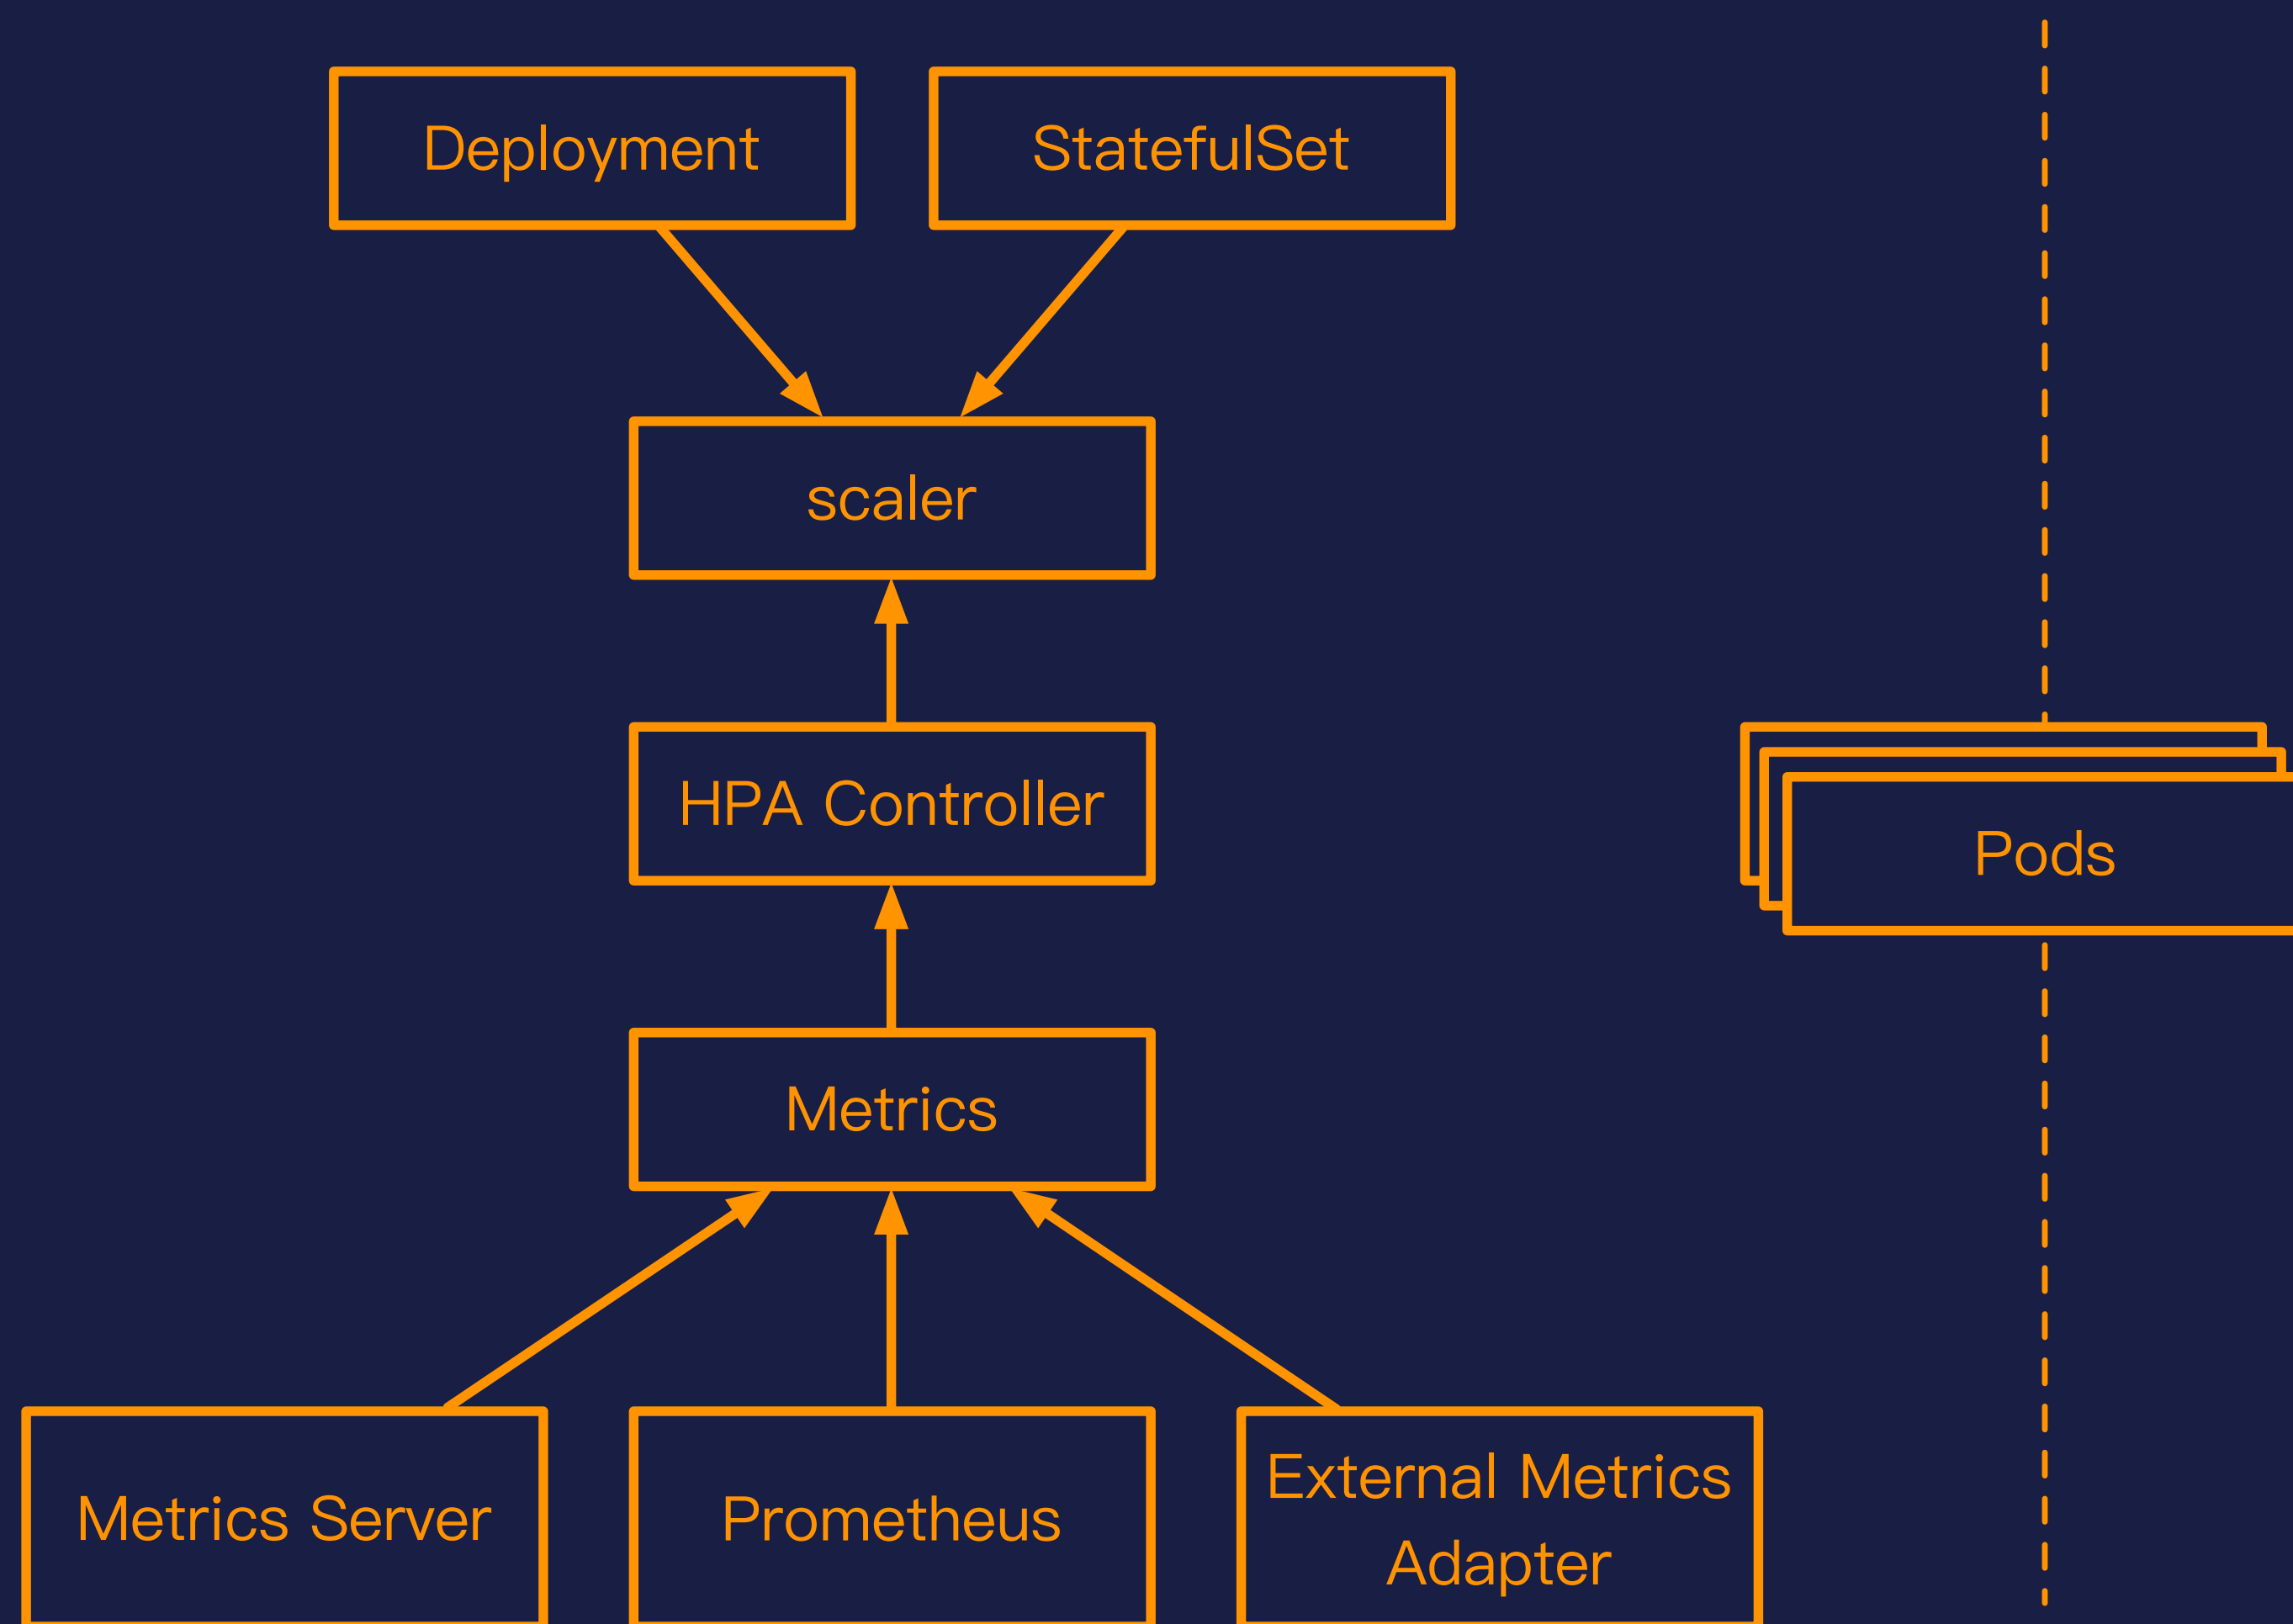 Deployment
StatefulSet
scaler
HPA Controller
Pods
Metrics
Metrics Server
Prometheus
External Metrics
Adapter